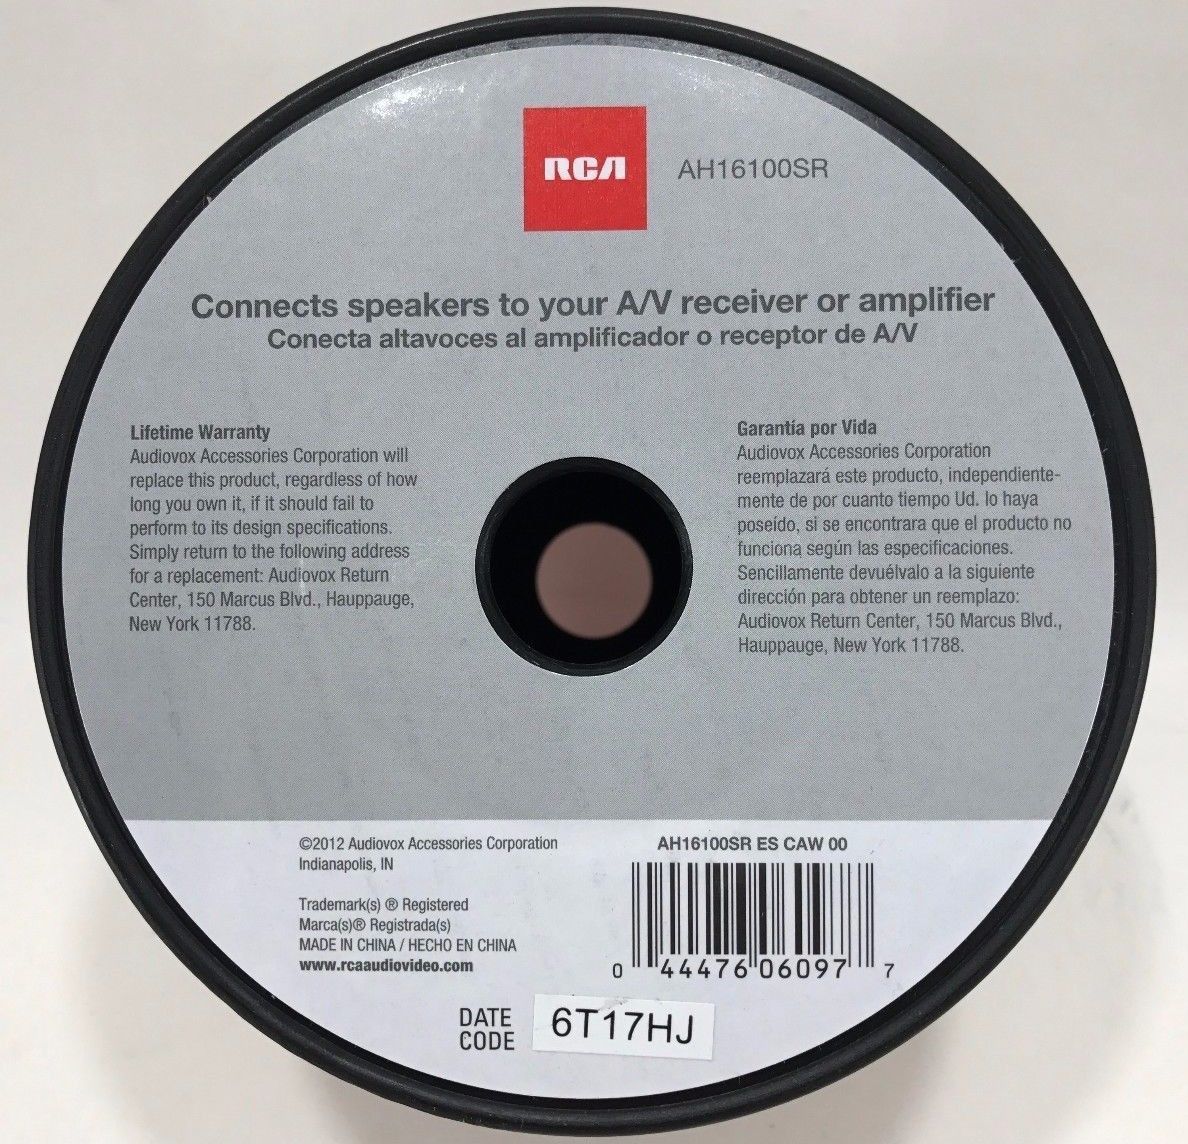 RCA
AH16100SR
Connects speakers to your A/V receiver or amplifier
Conecta altavoces al amplificador o receptor de A/V
Lifetime Warranty
Audiovox Accessories Corporation will
replace this product, regardless of how
long you own it, if it should fail to
perform to its design specifications.
Simply return to the following address
for a replacement: Audiovox Return
Center, 150 Marcus Blvd., Hauppauge,
New York 11788.
Garantía por Vida
Audiovox Accessories Corporation
reemplazará este producto, independiente-
mente de por cuanto tiempo Ud. lo haya
poseído, si se encontrara que el producto no
funciona según las especificaciones.
Sencillamente devuélvalo a la siguiente
dirección para obtener un reemplazo:
Audiovox Return Center, 150 Marcus Blvd.,
Hauppauge, New York 11788.
©2012 Audiovox Accessories Corporation
Indianapolis, IN
Trademark(s) ® Registered
Marca(s)® Registrada(s)
MADE IN CHINA / HECHO EN CHINA
www.rcaaudiovideo.com
AH16100SR ES CAW 00
0 44476 06097 7
DATE
CODE
6T17HJ